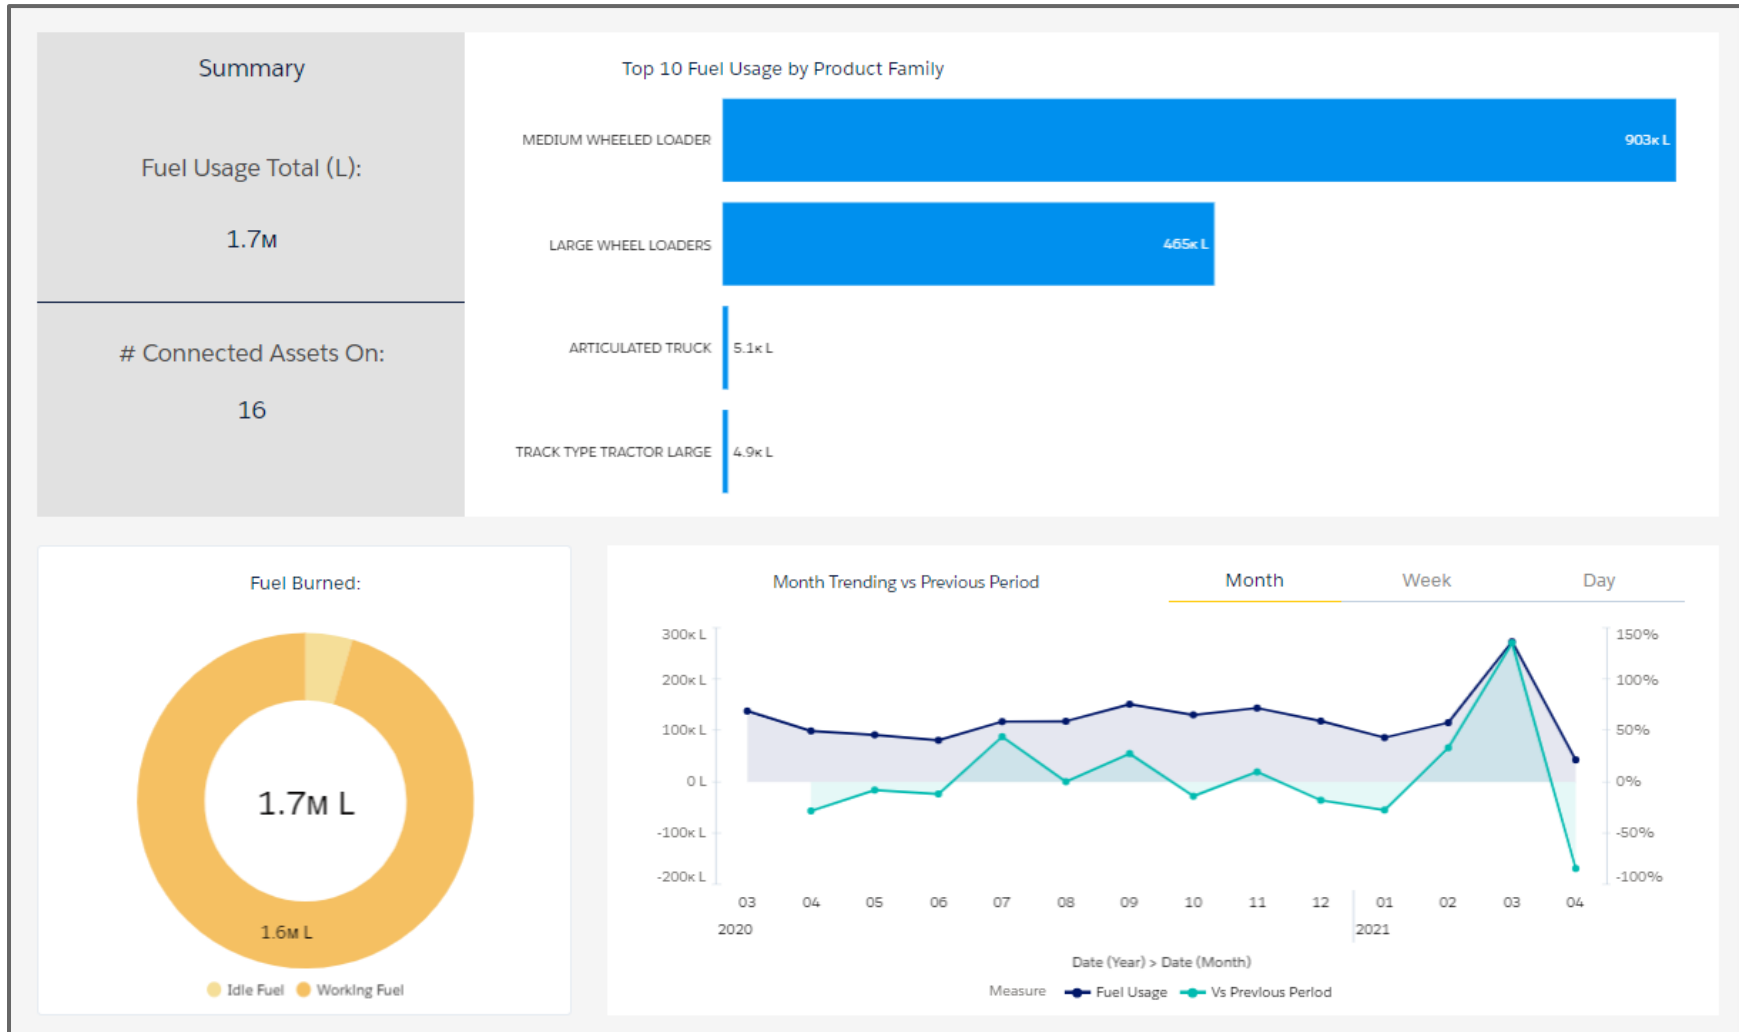 Summary
Fuel Usage Total (L):
1.7M
# Connected Assets On:
16
Top 10 Fuel Usage by Product Family
MEDIUM WHEELED LOADER
903K L
LARGE WHEEL LOADERS
465K L
ARTICULATED TRUCK
5.1K L
TRACK TYPE TRACTOR LARGE
4.9K L
Fuel Burned:
1.7M L
1.6M L
Idle Fuel Working Fuel
Month Trending vs Previous Period
Month Week Day
300K L 150%
200K L 100%
100K L 50%
0 L 0%
-100K L -50%
-200K L -100%
03 04 05 06 07 08 09 10 11 12 01 02 03 04
2020 2021
Date (Year) > Date (Month)
Measure Fuel Usage Vs Previous Period